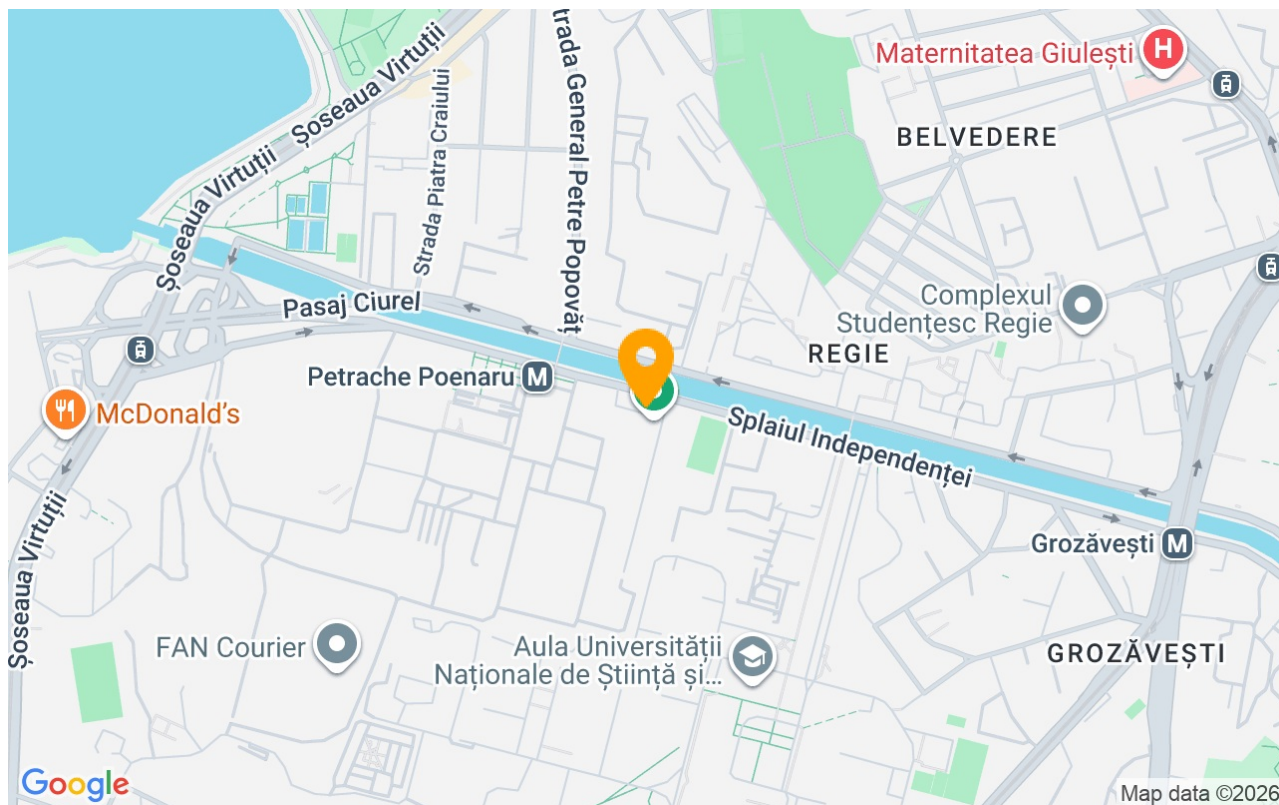 Șoseaua Virtuții
trada General Petre Popovăț
Maternitatea Giulești
H
BELVEDERE
Șoseaua Virtuții
Strada Piatra Craiului
Pasaj Ciurel
Complexul
Studențesc Regie
REGIE
Petrache Poenaru M
McDonald's
Splaiul Independenței
Grozăvești M
Șoseaua Virtuții
FAN Courier
Aula Universității
Naționale de Știință și...
GROZĂVEȘTI
Google
Map data ©2026